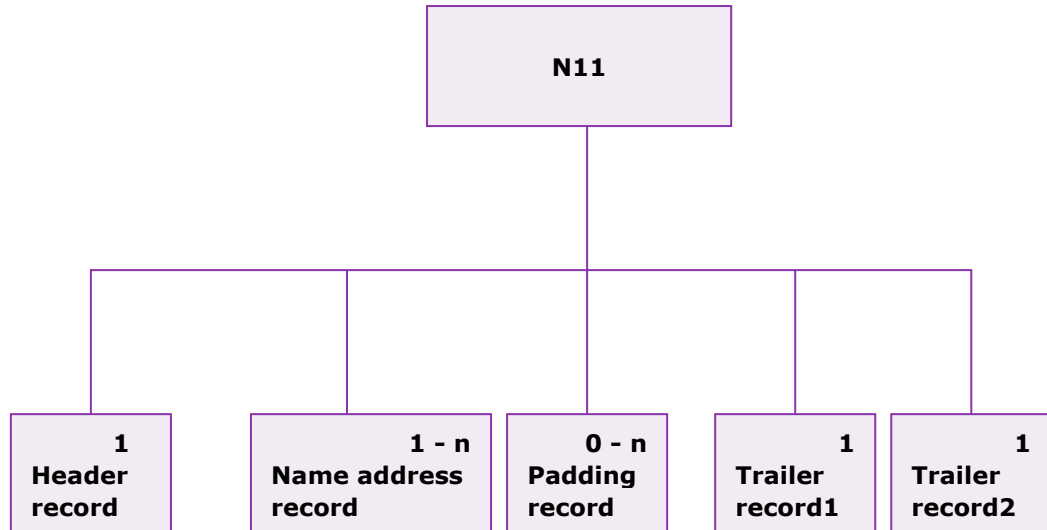 N11
1
Header
record
1 - n
Name address
record
0 - n
Padding
record
1
Trailer
record1
1
Trailer
record2